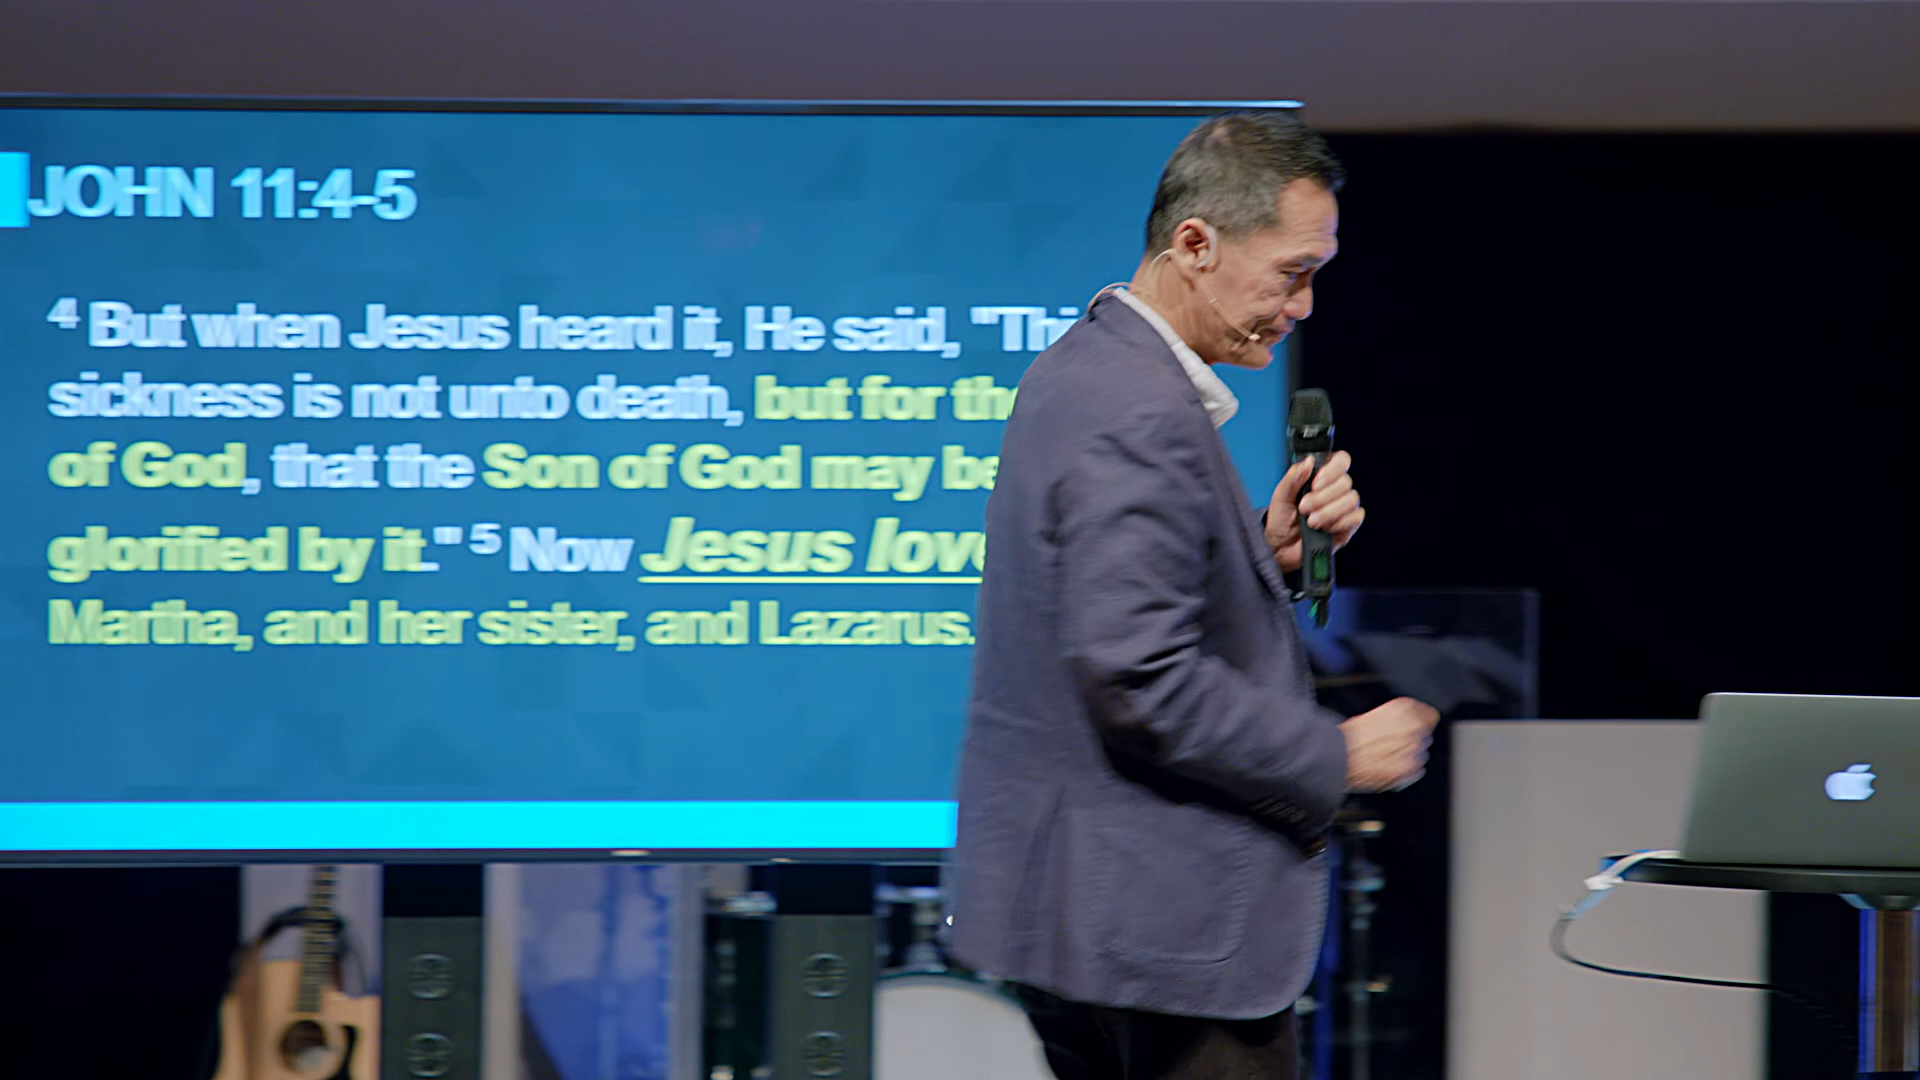 JOHN 11:4-5
4 But when Jesus heard it, He said, "Thi
sickness is not unto death, but for the
of God, that the Son of God may be
glorified by it." 5 Now Jesus love
Martha, and her sister, and Lazarus.